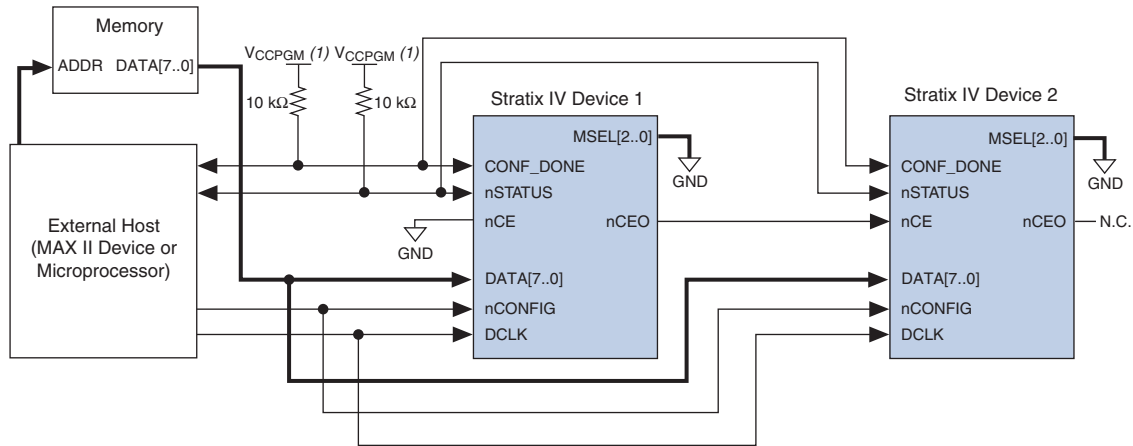 Memory
ADDR DATA[7..0]
VCCPGM (1) VCCPGM (1)
10 kΩ 10 kΩ
Stratix IV Device 1
MSEL[2..0]
GND
CONF_DONE
nSTATUS
nCE nCEO
GND
DATA[7..0]
nCONFIG
DCLK
External Host
(MAX II Device or
Microprocessor)
Stratix IV Device 2
MSEL[2..0]
GND
CONF_DONE
nSTATUS
nCE nCEO N.C.
DATA[7..0]
nCONFIG
DCLK